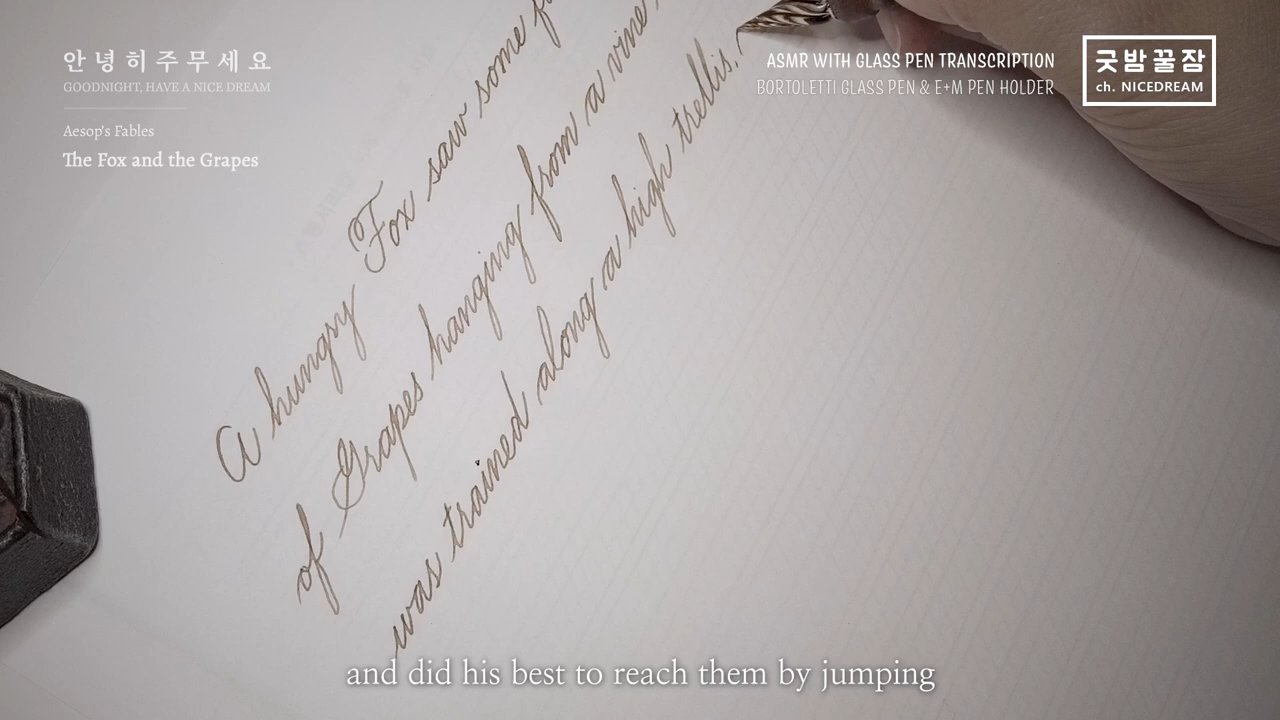 안녕히주무세요
GOODNIGHT, HAVE A NICE DREAM
Aesop's Fables
The Fox and the Grapes
ASMR WITH GLASS PEN TRANSCRIPTION
BORTOLETTI GLASS PEN & E+M PEN HOLDER
굿밤꿀잠
ch. NICEDREAM
A hungry Fox saw some
of Grapes hanging from a vine
was trained along a high trellis,
and did his best to reach them by jumping